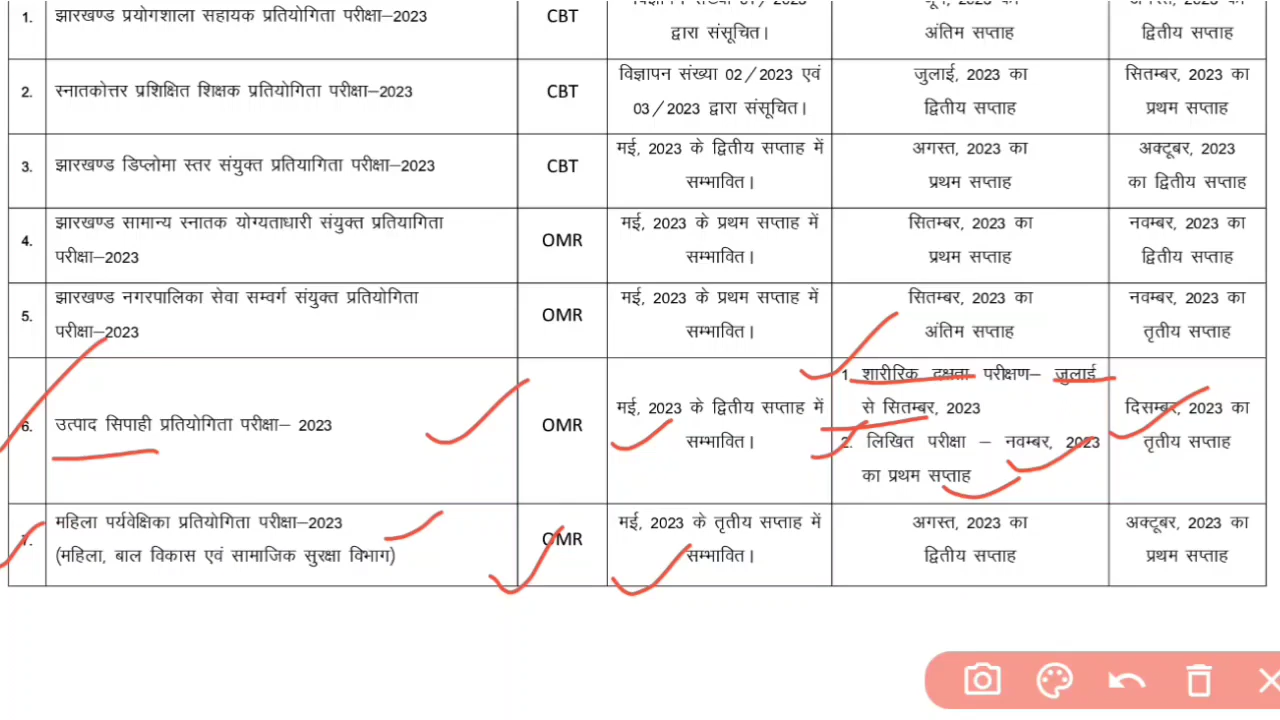 1. झारखण्ड प्रयोगशाला सहायक प्रतियोगिता परीक्षा–2023 CBT
द्वारा संसूचित। अंतिम सप्ताह द्वितीय सप्ताह
2. स्नातकोत्तर प्रशिक्षित शिक्षक प्रतियोगिता परीक्षा–2023 CBT
विज्ञापन संख्या 02/2023 एवं
03/2023 द्वारा संसूचित।
जुलाई, 2023 का
द्वितीय सप्ताह
सितम्बर, 2023 का
प्रथम सप्ताह
3. झारखण्ड डिप्लोमा स्तर संयुक्त प्रतियागिता परीक्षा–2023 CBT
मई, 2023 के द्वितीय सप्ताह में
सम्भावित।
अगस्त, 2023 का
प्रथम सप्ताह
अक्टूबर, 2023
का द्वितीय सप्ताह
4. झारखण्ड सामान्य स्नातक योग्यताधारी संयुक्त प्रतियागिता
परीक्षा–2023
OMR
मई, 2023 के प्रथम सप्ताह में
सम्भावित।
सितम्बर, 2023 का
प्रथम सप्ताह
नवम्बर, 2023 का
द्वितीय सप्ताह
5. झारखण्ड नगरपालिका सेवा सम्वर्ग संयुक्त प्रतियोगिता
परीक्षा–2023
OMR
मई, 2023 के प्रथम सप्ताह में
सम्भावित।
सितम्बर, 2023 का
अंतिम सप्ताह
नवम्बर, 2023 का
तृतीय सप्ताह
6. उत्पाद सिपाही प्रतियोगिता परीक्षा– 2023
OMR
मई, 2023 के द्वितीय सप्ताह में
सम्भावित।
1. शारीरिक दक्षता परीक्षण– जुलाई
से सितम्बर, 2023
2. लिखित परीक्षा – नवम्बर, 2023
का प्रथम सप्ताह
दिसम्बर, 2023 का
तृतीय सप्ताह
7. महिला पर्यवेक्षिका प्रतियोगिता परीक्षा–2023
(महिला, बाल विकास एवं सामाजिक सुरक्षा विभाग)
OMR
मई, 2023 के तृतीय सप्ताह में
सम्भावित।
अगस्त, 2023 का
द्वितीय सप्ताह
अक्टूबर, 2023 का
प्रथम सप्ताह